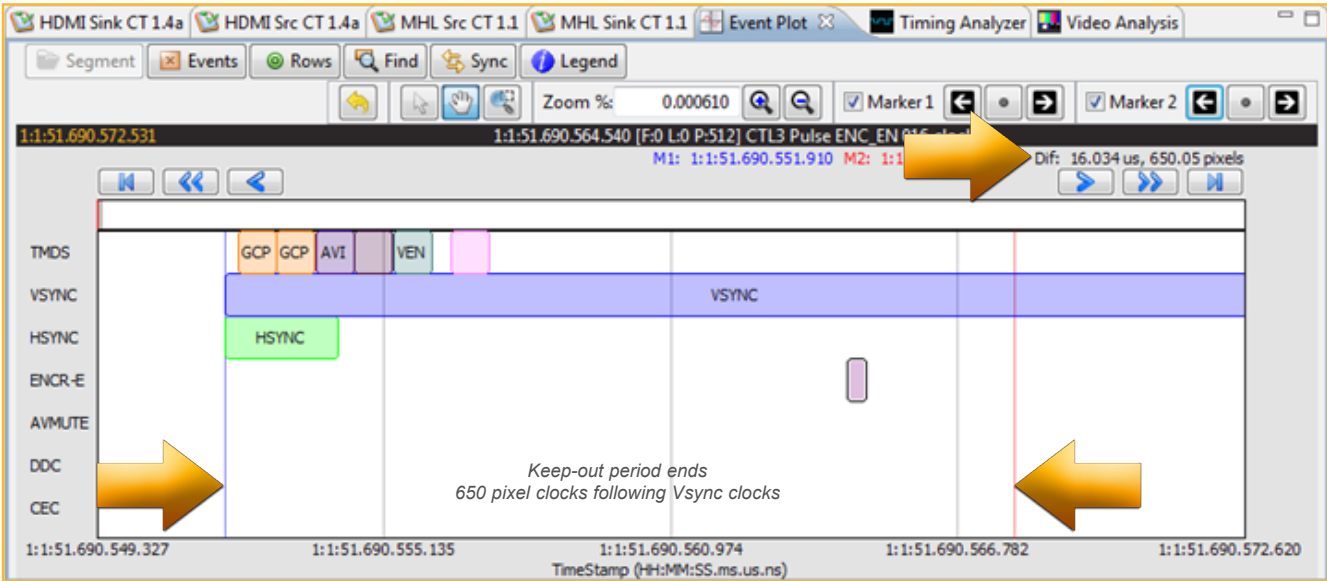 HDMI Sink CT 1.4a HDMI Src CT 1.4a MHL Src CT 1.1 MHL Sink CT 1.1 Event Plot Timing Analyzer Video Analysis
Segment Events Rows Find Sync Legend
Zoom %: 0.000610 Marker 1 Marker 2
1:1:51.690.572.531 1:1:51.690.564.540 [F:0 L:0 P:512] CTL3 Pulse ENC_EN 016
M1: 1:1:51.690.551.910 M2: 1:1 Dif: 16.034 us, 650.05 pixels
TMDS GCP GCP AVI VEN
VSYNC VSYNC
HSYNC HSYNC
ENCR-E
AVMUTE
DDC
Keep-out period ends
650 pixel clocks following Vsync clocks
CEC
1:1:51.690.549.327 1:1:51.690.555.135 1:1:51.690.560.974 1:1:51.690.566.782 1:1:51.690.572.620
TimeStamp (HH:MM:SS.ms.us.ns)